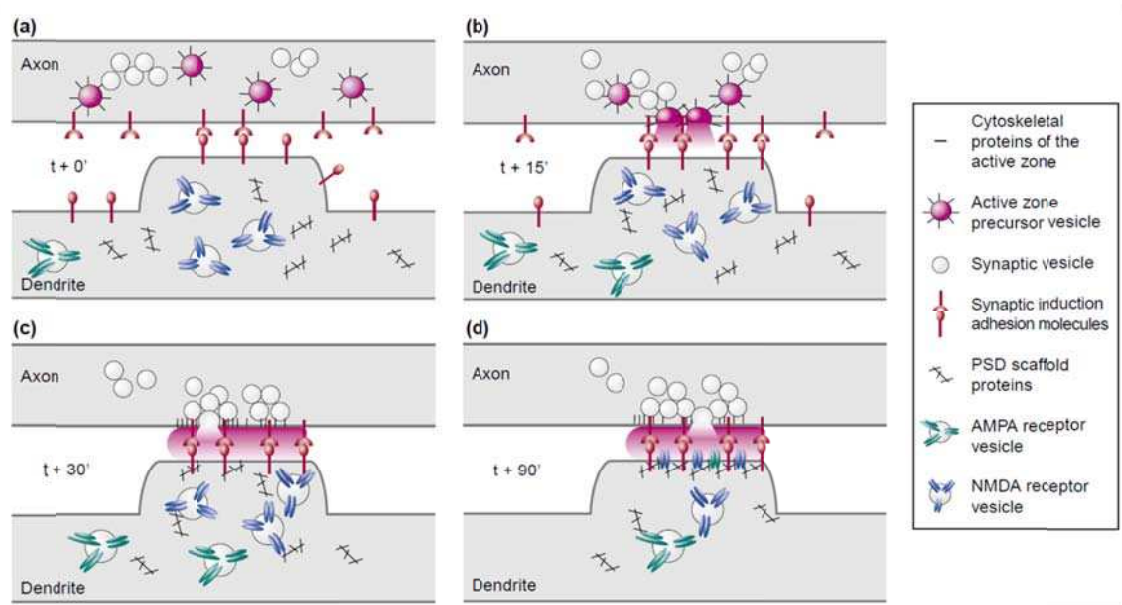 (a)
Axon
t + 0'
Dendrite
(b)
Axon
t + 15'
Dendrite
(c)
Axon
t + 30'
Dendrite
(d)
Axon
t + 90'
Dendrite
Cytoskeletal
proteins of the
active zone
Active zone
precursor vesicle
Synaptic vesicle
Synaptic induction
adhesion molecules
PSD scaffold
proteins
AMPA receptor
vesicle
NMDA receptor
vesicle